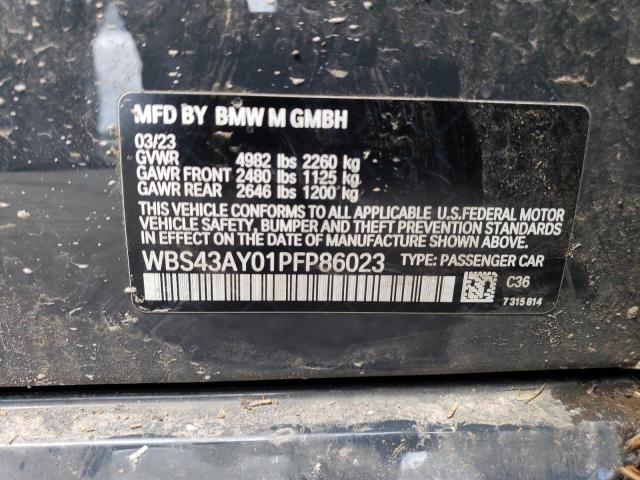 MFD BY BMW M GMBH
03/23
GVWR 4982 lbs 2260 kg
GAWR FRONT 2480 lbs 1125 kg
GAWR REAR 2646 lbs 1200 kg
THIS VEHICLE CONFORMS TO ALL APPLICABLE U.S.FEDERAL MOTOR
VEHICLE SAFETY, BUMPER AND THEFT PREVENTION STANDARDS
IN EFFECT ON THE DATE OF MANUFACTURE SHOWN ABOVE.
WBS43AY01PFP86023 TYPE: PASSENGER CAR
C36
7 315 814